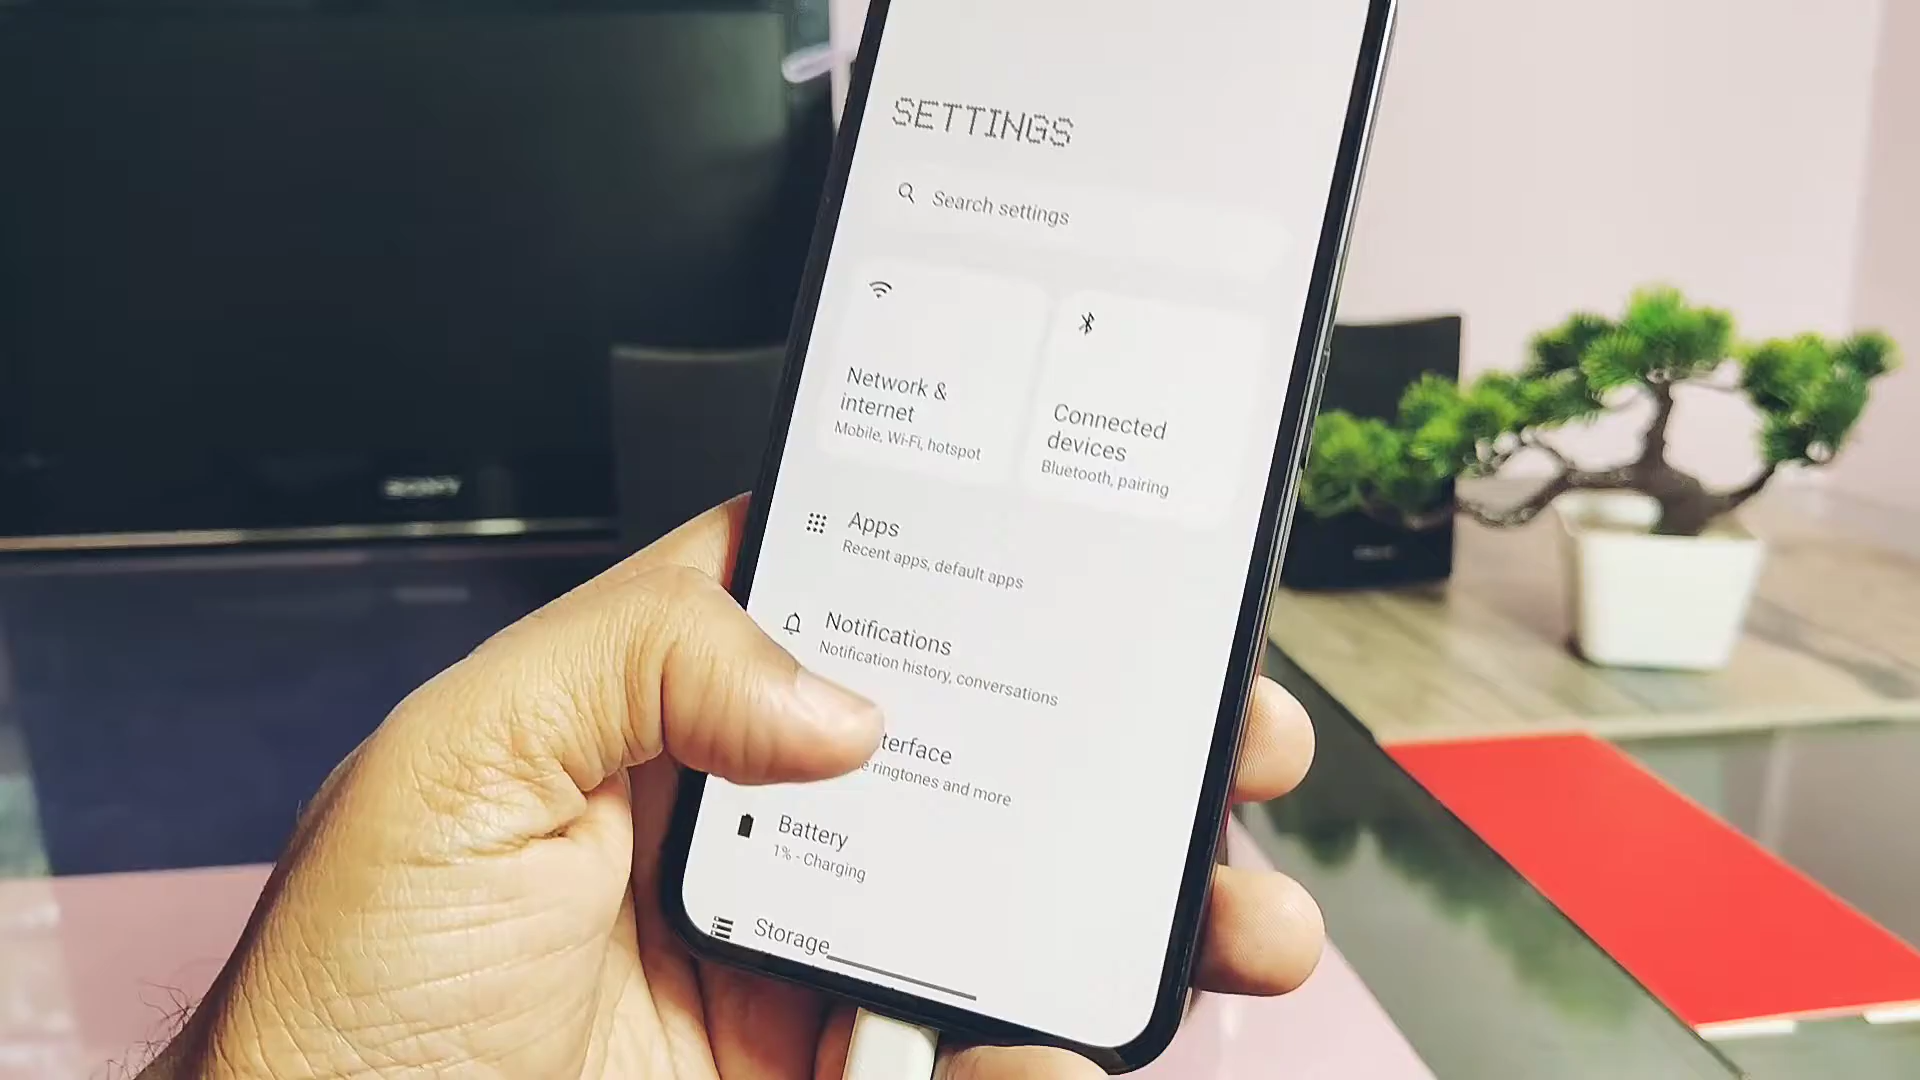 SETTINGS
Search settings
Network &
internet
Mobile, Wi-Fi, hotspot
Connected
devices
Bluetooth, pairing
Apps
Recent apps, default apps
Notifications
Notification history, conversations
terface
ringtones and more
Battery
1% - Charging
Storage
SONY